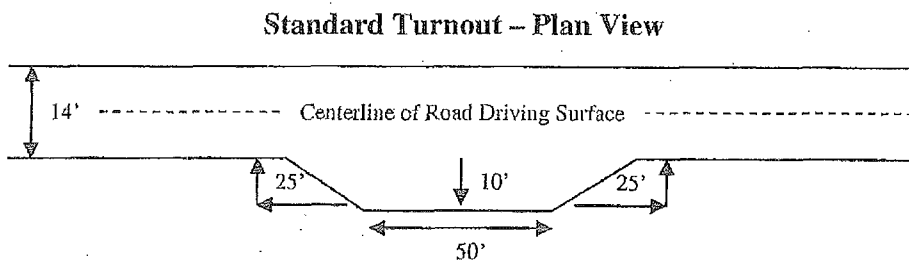 Standard Turnout – Plan View
14'
Centerline of Road Driving Surface
25'
10'
25'
50'